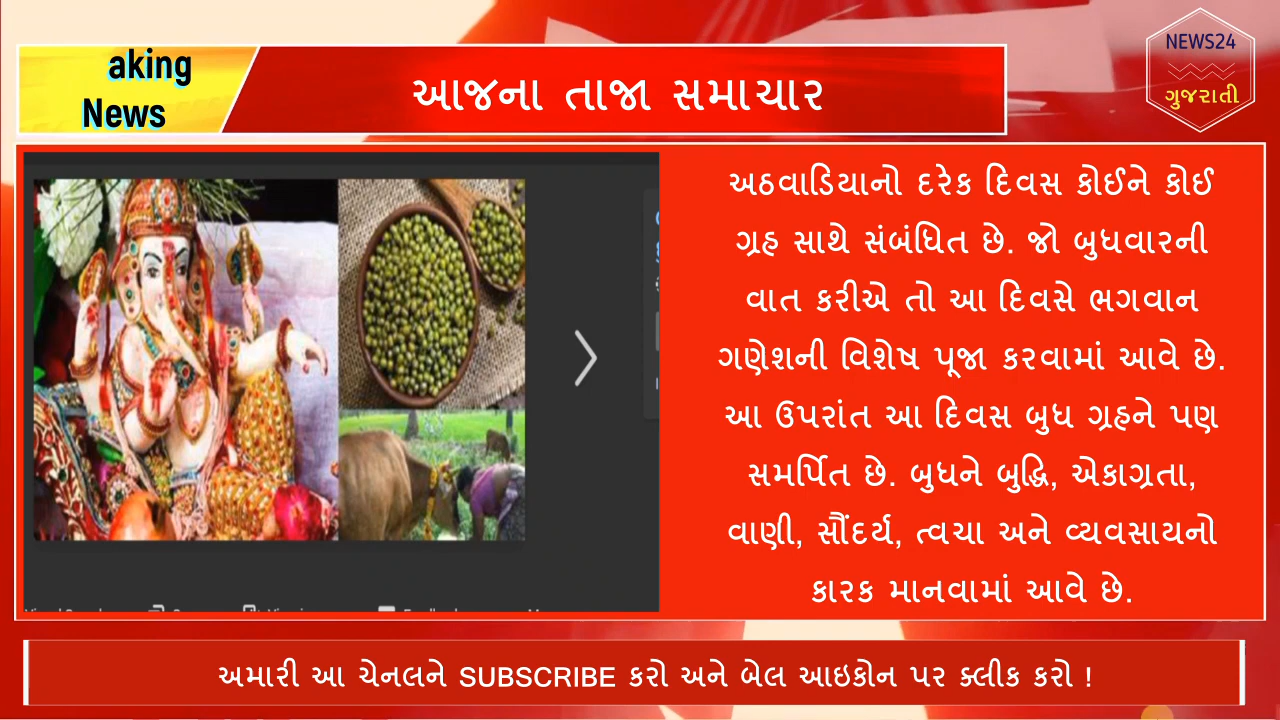 aking
News
આજના તાજા સમાચાર
NEWS24
ગુજરાતી
અઠવાડિયાનો દરેક દિવસ કોઈને કોઈ
ગ્રહ સાથે સંબંધિત છે. જો બુધવારની
વાત કરીએ તો આ દિવસે ભગવાન
ગણેશની વિશેષ પૂજા કરવામાં આવે છે.
આ ઉપરાંત આ દિવસ બુધ ગ્રહને પણ
સમર્પિત છે. બુધને બુદ્ધિ, એકાગ્રતા,
વાણી, સૌંદર્ય, ત્વચા અને વ્યવસાયનો
કારક માનવામાં આવે છે.
અમારી આ ચેનલને SUBSCRIBE કરો અને બેલ આઇકોન પર ક્લીક કરો !